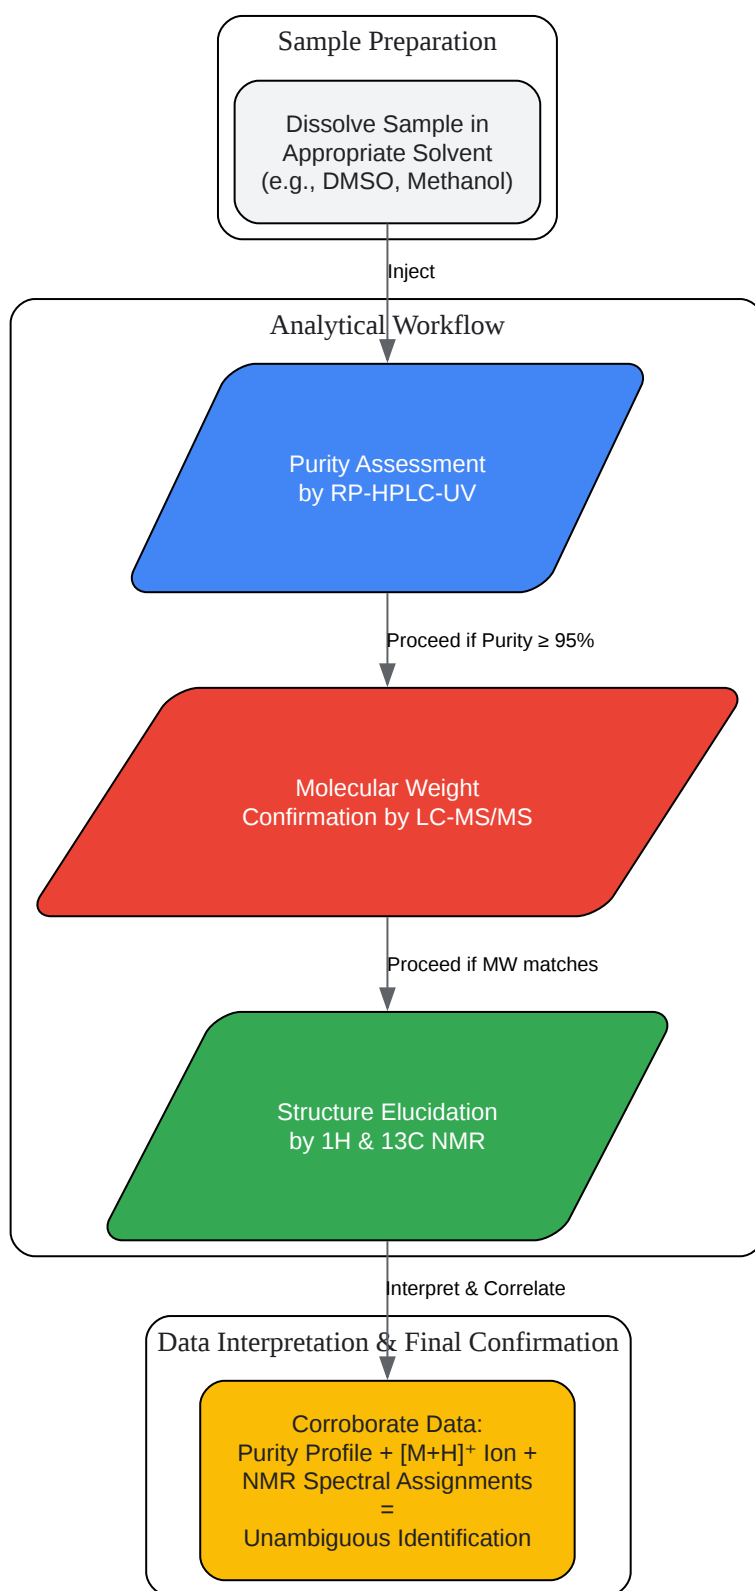 Sample Preparation
Dissolve Sample in
Appropriate Solvent
(e.g., DMSO, Methanol)
Inject
Analytical Workflow
Purity Assessment
by RP-HPLC-UV
Proceed if Purity ≥ 95%
Molecular Weight
Confirmation by LC-MS/MS
Proceed if MW matches
Structure Elucidation
by 1H & 13C NMR
Interpret & Correlate
Data Interpretation & Final Confirmation
Corroborate Data:
Purity Profile + [M+H]⁺ Ion +
NMR Spectral Assignments
=
Unambiguous Identification